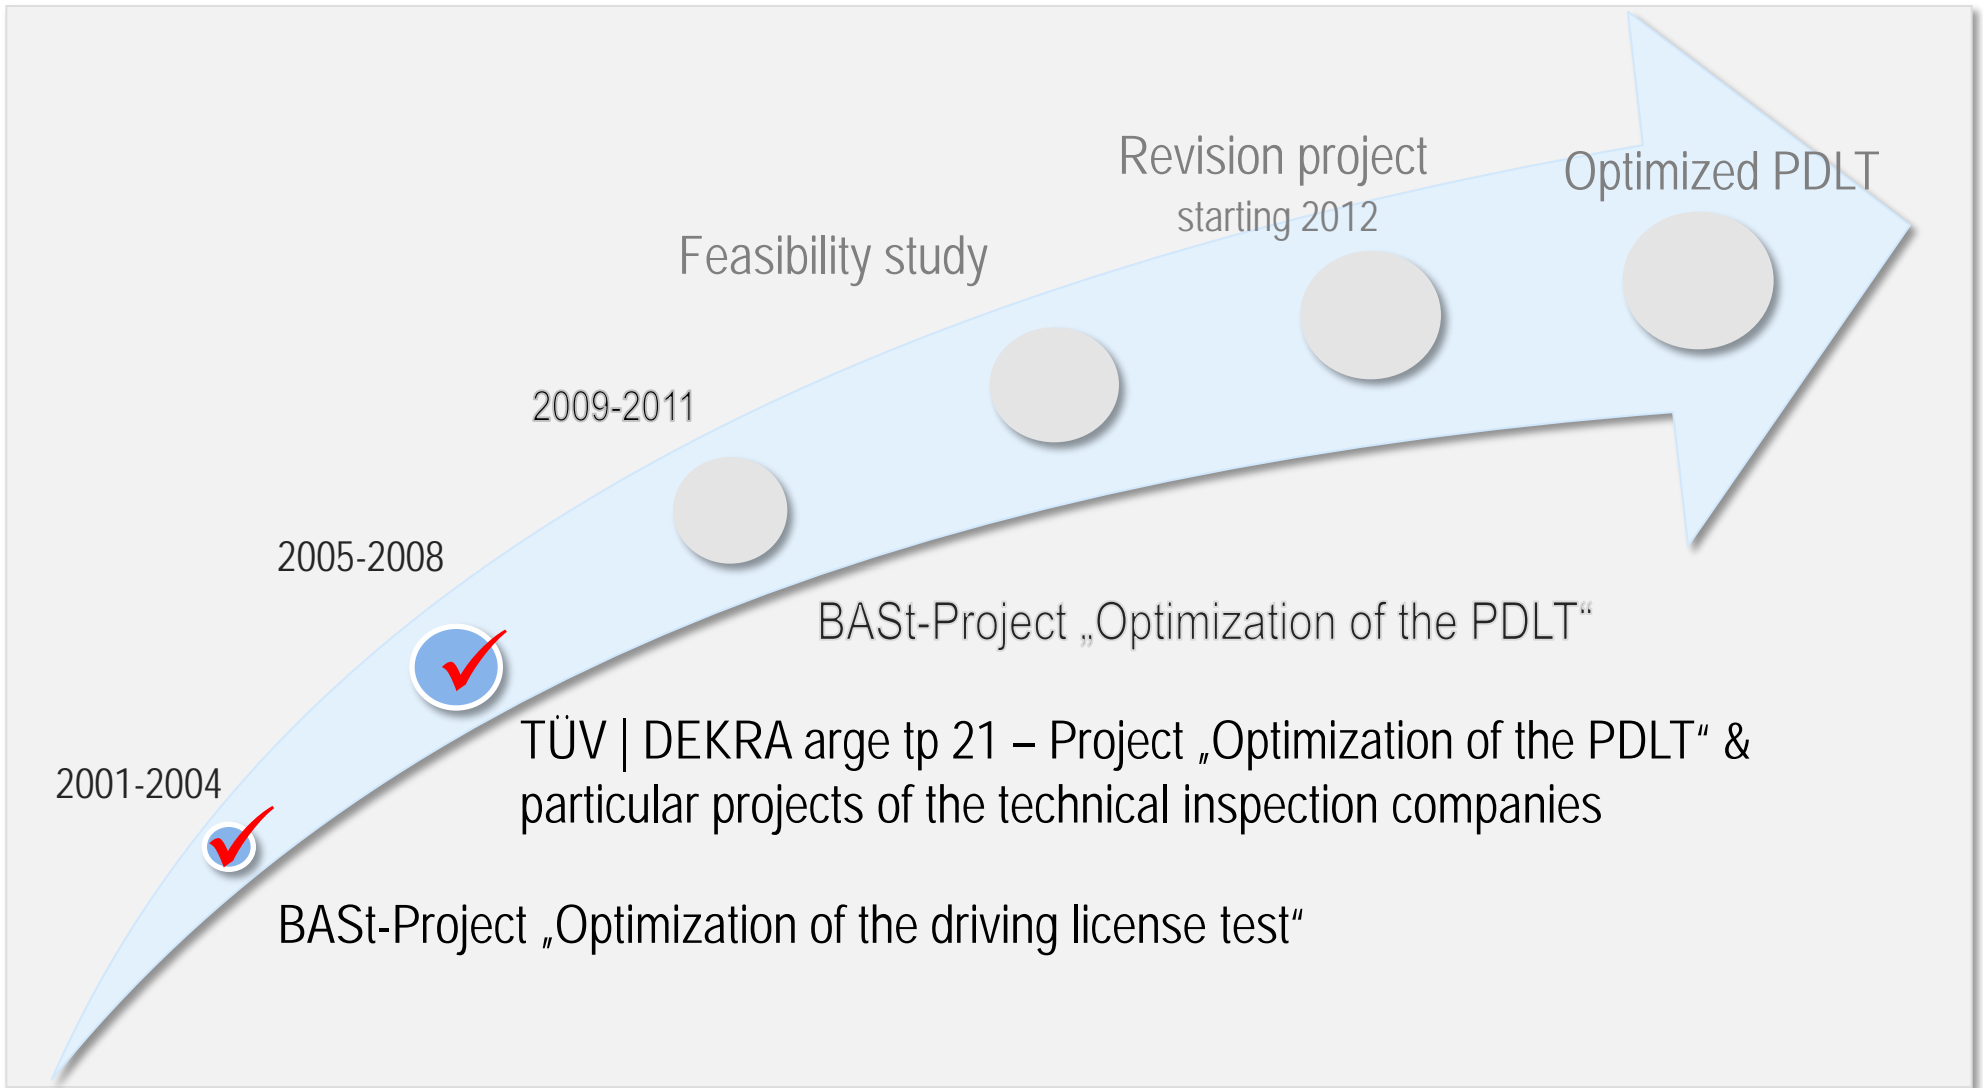 Revision project
starting 2012
Optimized PDLT
Feasibility study
2009-2011
2005-2008
BASt-Project „Optimization of the PDLT“
TÜV | DEKRA arge tp 21 – Project „Optimization of the PDLT“ &
particular projects of the technical inspection companies
2001-2004
BASt-Project „Optimization of the driving license test“